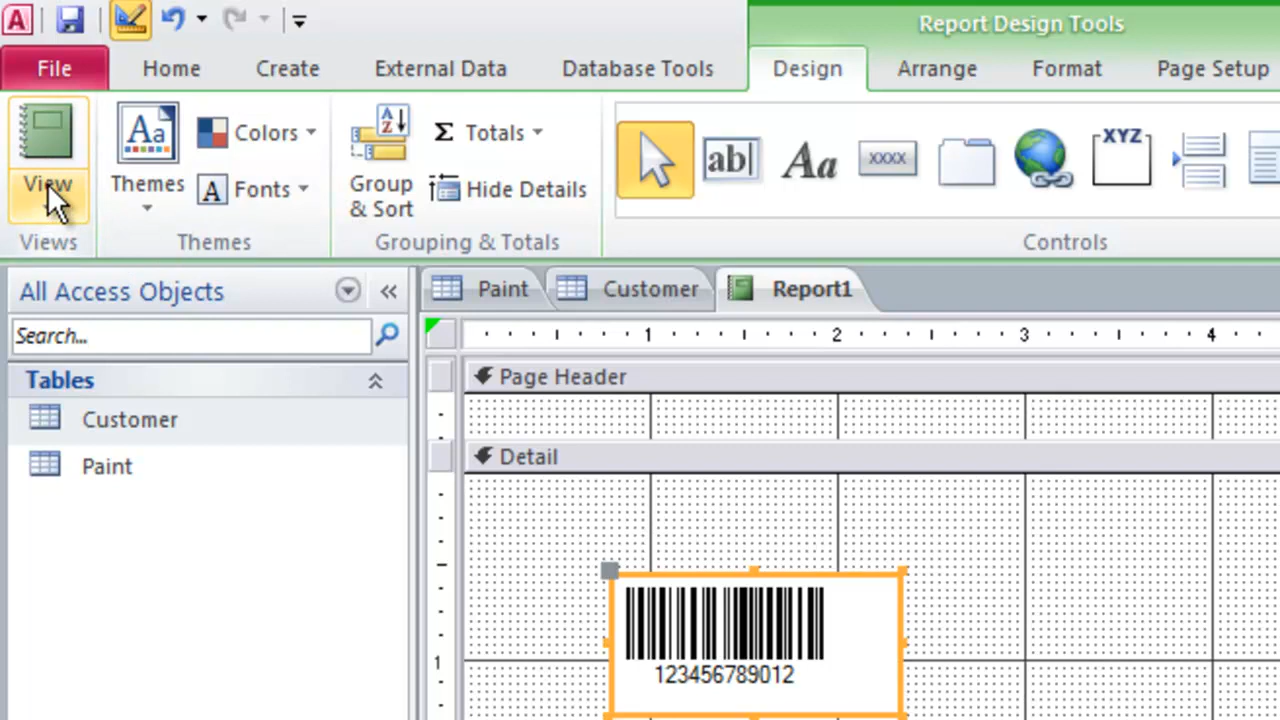 Report Design Tools
File Home Create External Data Database Tools Design Arrange Format Page Setup
View
Themes
Colors
Fonts
Group & Sort
Σ Totals
Hide Details
ab|
Aa
XXXX
XYZ
Views Themes Grouping & Totals Controls
All Access Objects «
Paint Customer Report1
Search...
1 2 3 4
Tables
Page Header
Customer
Detail
Paint
1
123456789012